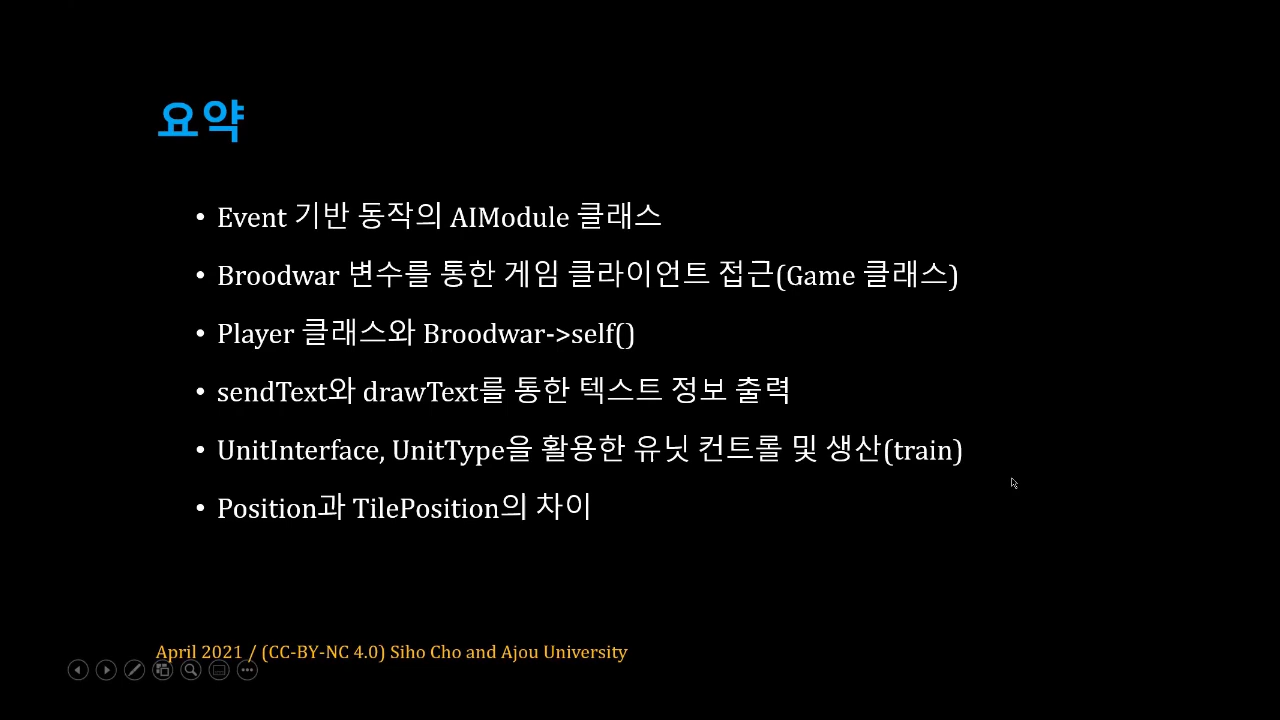 요약
• Event 기반 동작의 AIModule 클래스
• Broodwar 변수를 통한 게임 클라이언트 접근(Game 클래스)
• Player 클래스와 Broodwar->self()
• sendText와 drawText를 통한 텍스트 정보 출력
• UnitInterface, UnitType을 활용한 유닛 컨트롤 및 생산(train)
• Position과 TilePosition의 차이
April 2021 / (CC-BY-NC 4.0) Siho Cho and Ajou University